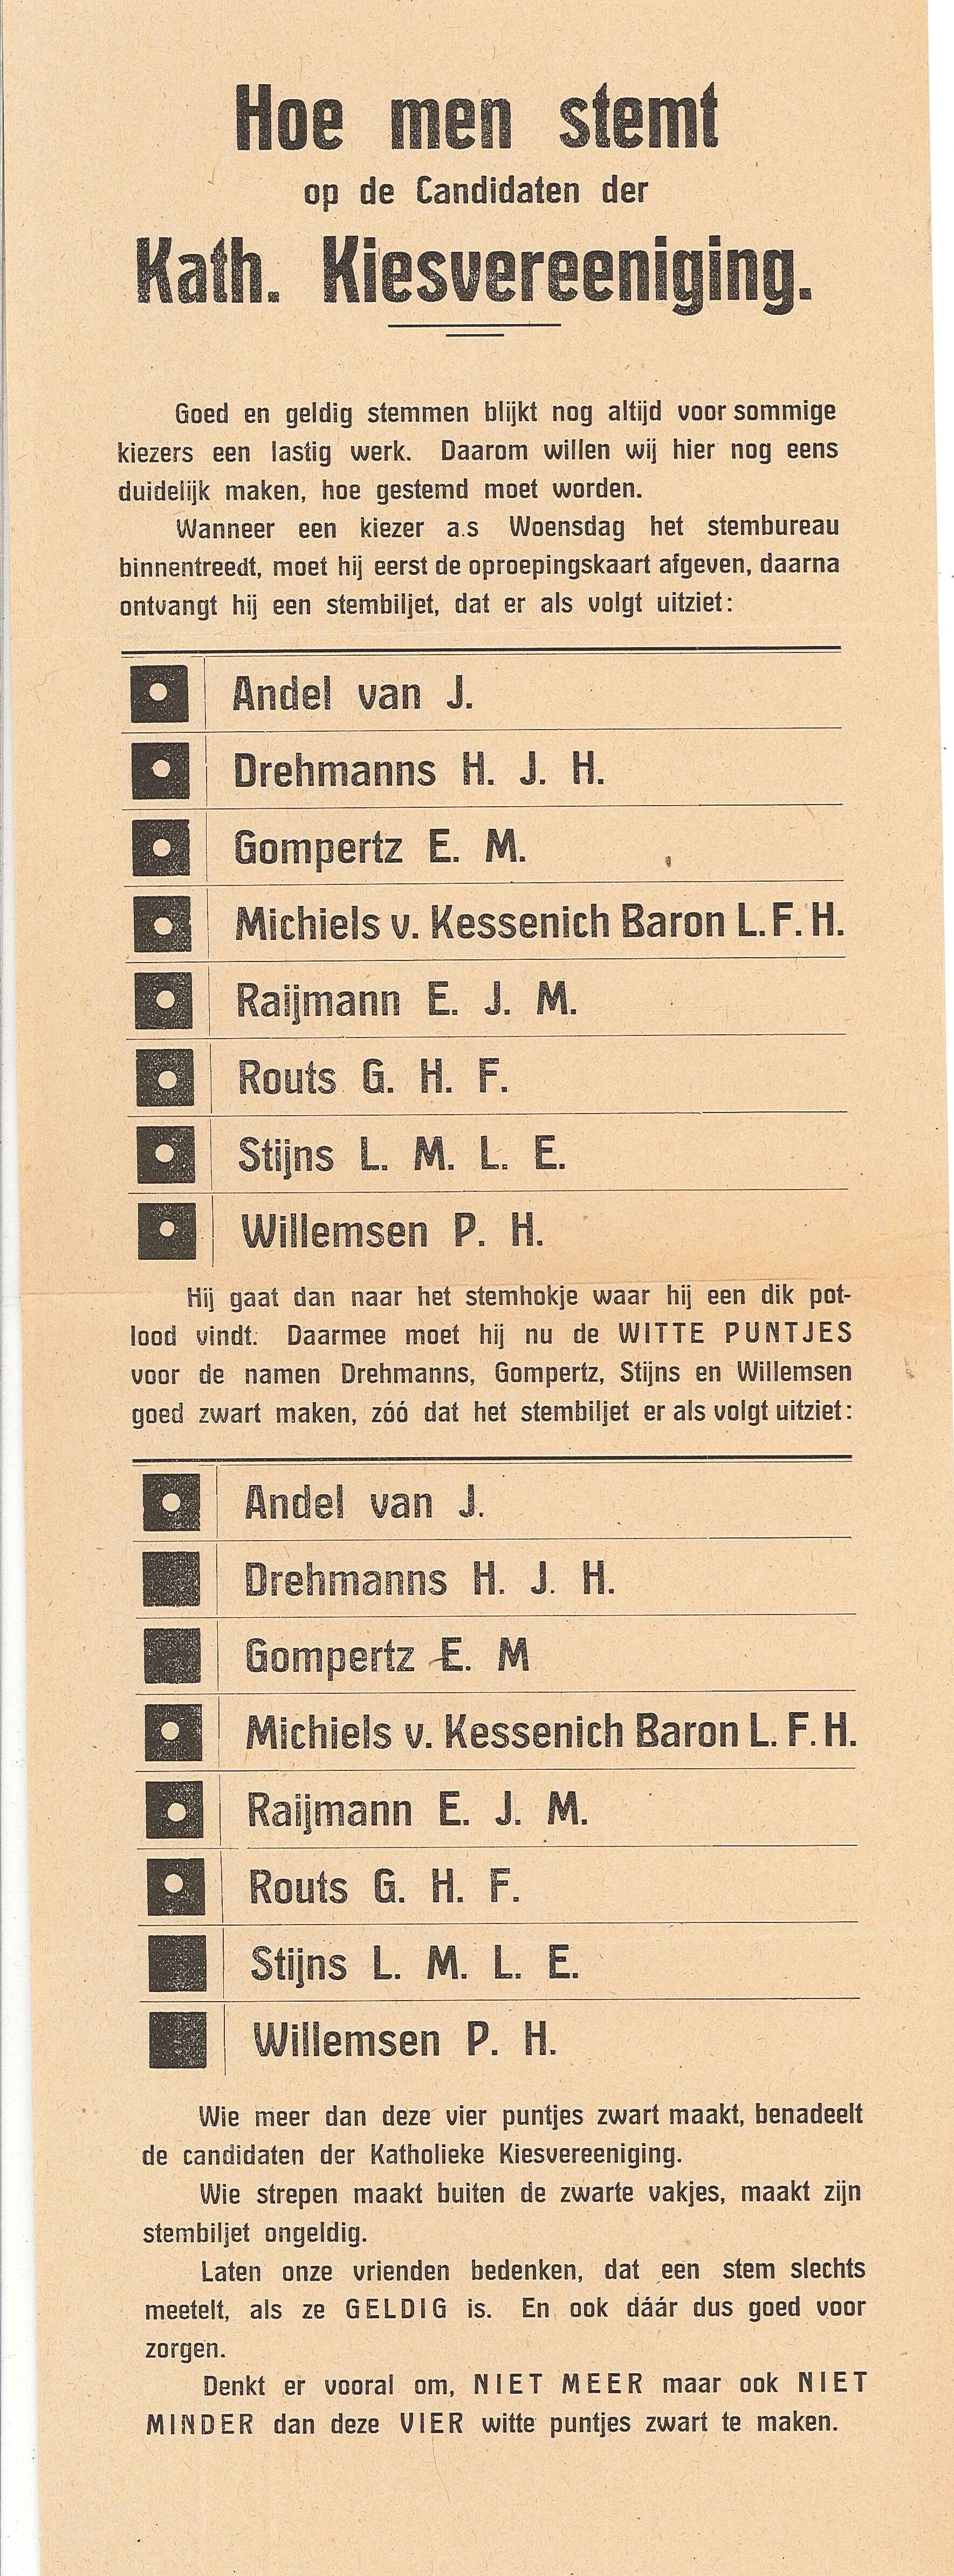 Hoe men stemt
op de Candidaten der
Kath. Kiesvereeniging.
Goed en geldig stemmen blijkt nog altijd voor sommige
kiezers een lastig werk. Daarom willen wij hier nog eens
duidelijk maken, hoe gestemd moet worden.
Wanneer een kiezer a.s Woensdag het stembureau
binnentreedt, moet hij eerst de oproepingskaart afgeven, daarna
ontvangt hij een stembiljet, dat er als volgt uitziet:
Andel van J.
Drehmanns H. J. H.
Gompertz E. M.
Michiels v. Kessenich Baron L. F. H.
Raijmann E. J. M.
Routs G. H. F.
Stijns L. M. L. E.
Willemsen P. H.
Hij gaat dan naar het stemhokje waar hij een dik pot-
lood vindt. Daarmee moet hij nu de WITTE PUNTJES
voor de namen Drehmanns, Gompertz, Stijns en Willemsen
goed zwart maken, zóó dat het stembiljet er als volgt uitziet:
Andel van J.
Drehmanns H. J. H.
Gompertz E. M
Michiels v. Kessenich Baron L. F. H.
Raijmann E. J. M.
Routs G. H. F.
Stijns L. M. L. E.
Willemsen P. H.
Wie meer dan deze vier puntjes zwart maakt, benadeelt
de candidaten der Katholieke Kiesvereeniging.
Wie strepen maakt buiten de zwarte vakjes, maakt zijn
stembiljet ongeldig.
Laten onze vrienden bedenken, dat een stem slechts
meetelt, als ze GELDIG is. En ook dáár dus goed voor
zorgen.
Denkt er vooral om, NIET MEER maar ook NIET
MINDER dan deze VIER witte puntjes zwart te maken.